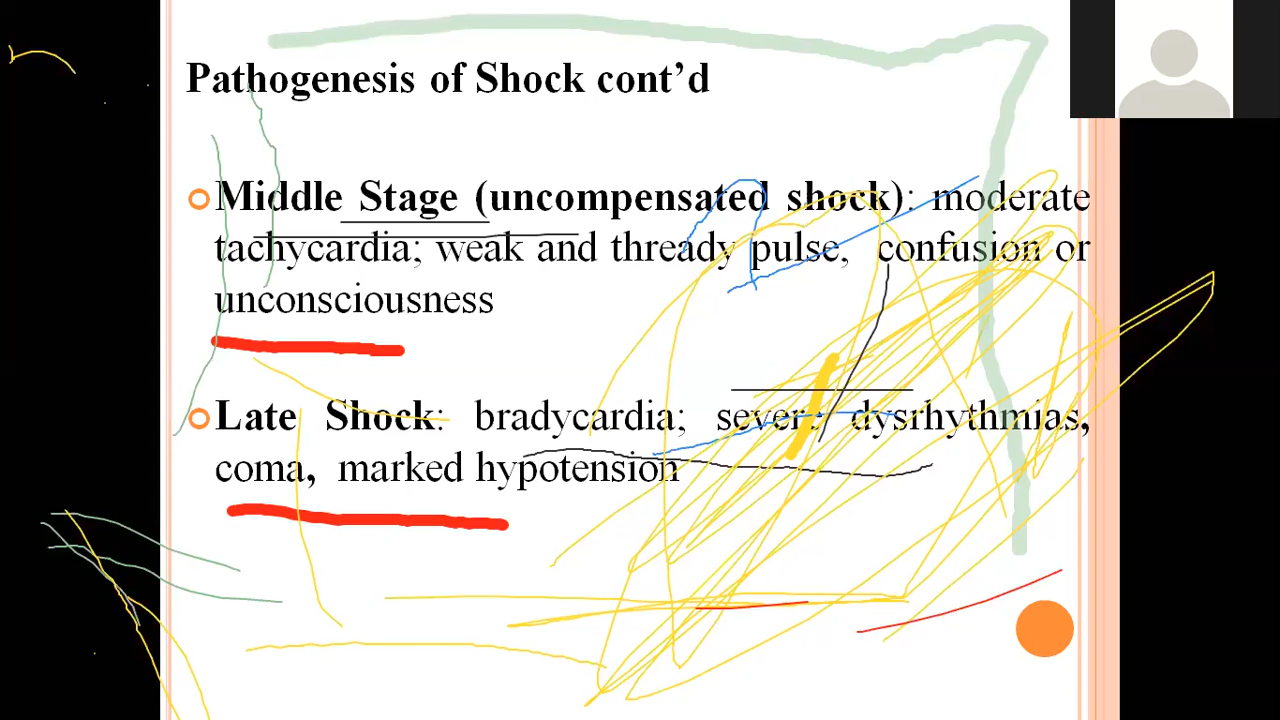 Pathogenesis of Shock cont’d
Middle Stage (uncompensated shock): moderate
tachycardia; weak and thready pulse, confusion or
unconsciousness
Late Shock: bradycardia; severe dysrhythmias,
coma, marked hypotension